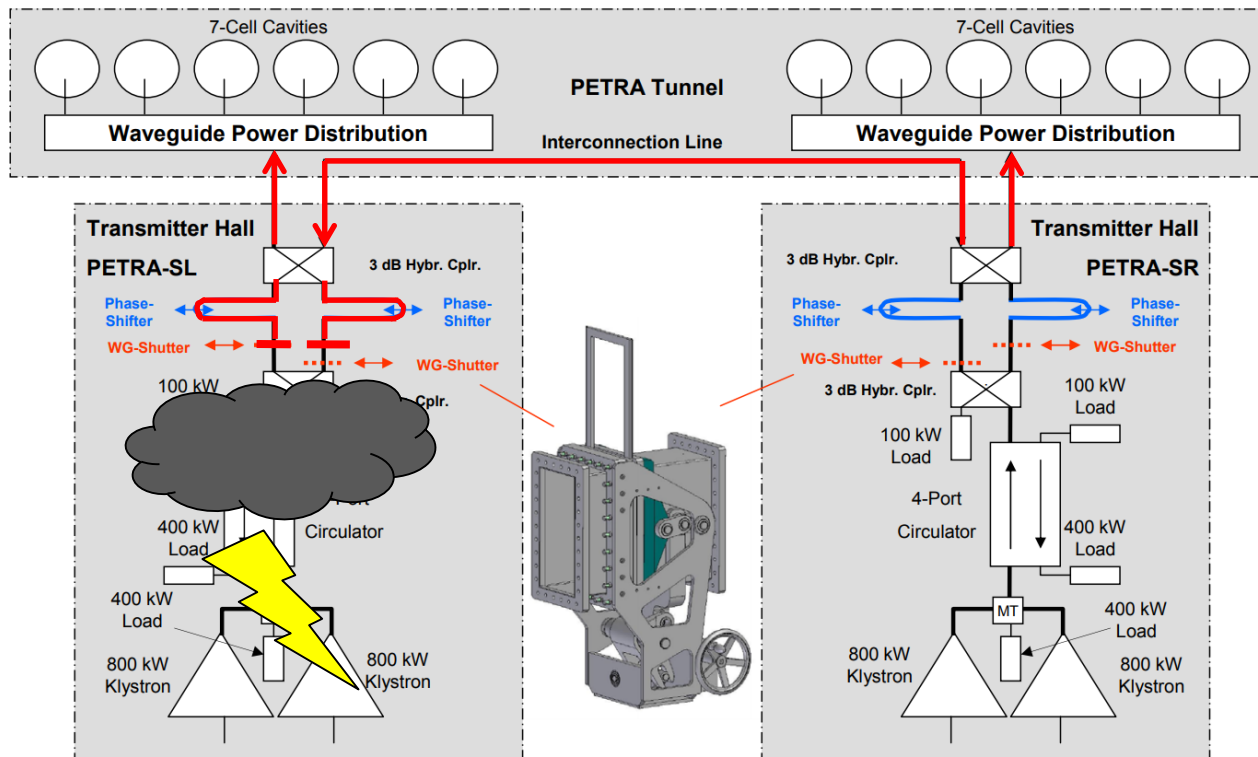 7-Cell Cavities
7-Cell Cavities
PETRA Tunnel
Waveguide Power Distribution
Waveguide Power Distribution
Interconnection Line
Transmitter Hall
PETRA-SL
3 dB Hybr. Cplr.
Phase-
Shifter
Phase-
Shifter
WG-Shutter
WG-Shutter
100 kW
Cplr.
Circulator
400 kW
Load
400 kW
Load
800 kW
Klystron
800 kW
Klystron
Transmitter Hall
PETRA-SR
3 dB Hybr. Cplr.
Phase-
Shifter
Phase-
Shifter
WG-Shutter
WG-Shutter
3 dB Hybr. Cplr.
100 kW
Load
100 kW
Load
4-Port
Circulator
400 kW
Load
MT
400 kW
Load
800 kW
Klystron
800 kW
Klystron